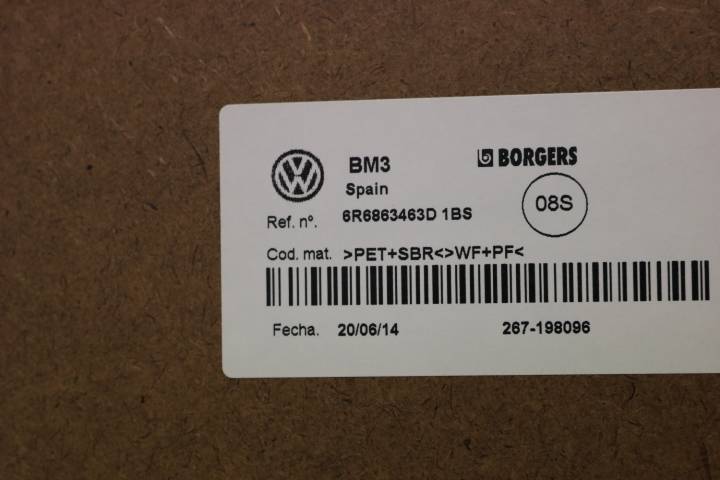 BM3
BORGERS
Spain
Ref. nº. 6R6863463D 1BS
08S
Cod. mat. >PET+SBR<>WF+PF<
Fecha. 20/06/14 267-198096